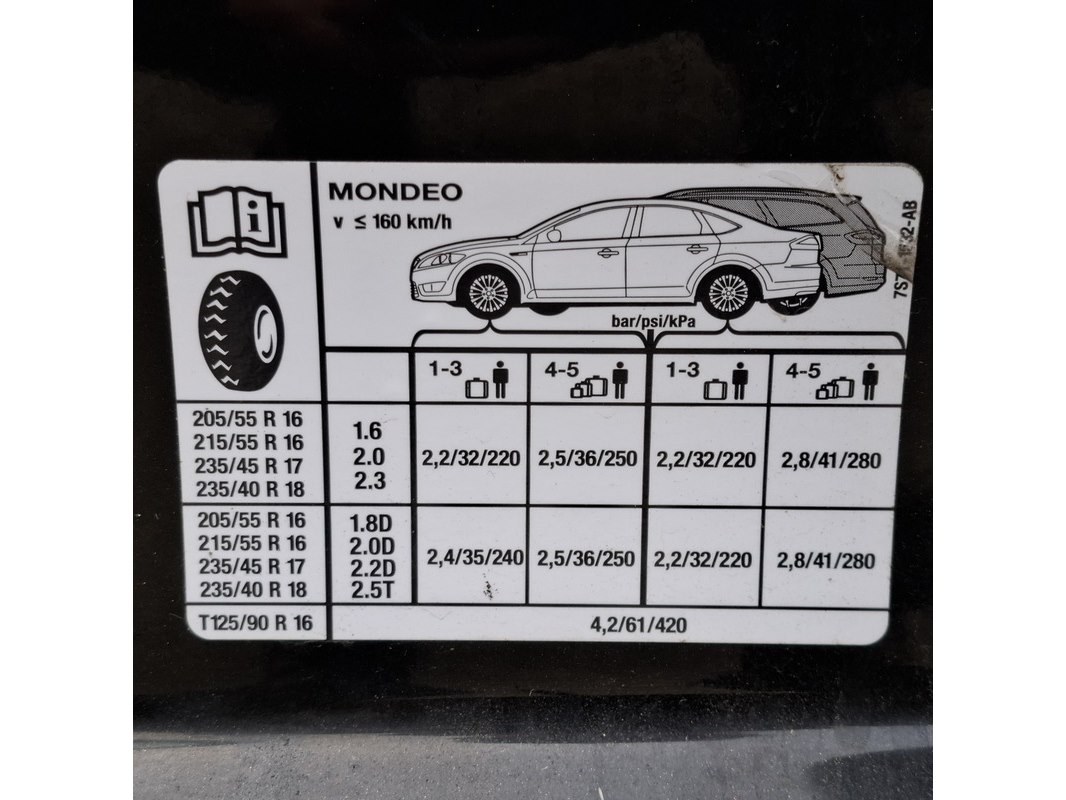 MONDEO
v ≤ 160 km/h
bar/psi/kPa
1-3 4-5 1-3 4-5
205/55 R 16
215/55 R 16
235/45 R 17
235/40 R 18
1.6
2.0
2.3
2,2/32/220 2,5/36/250 2,2/32/220 2,8/41/280
205/55 R 16
215/55 R 16
235/45 R 17
235/40 R 18
1.8D
2.0D
2.2D
2.5T
2,4/35/240 2,5/36/250 2,2/32/220 2,8/41/280
T125/90 R 16 4,2/61/420